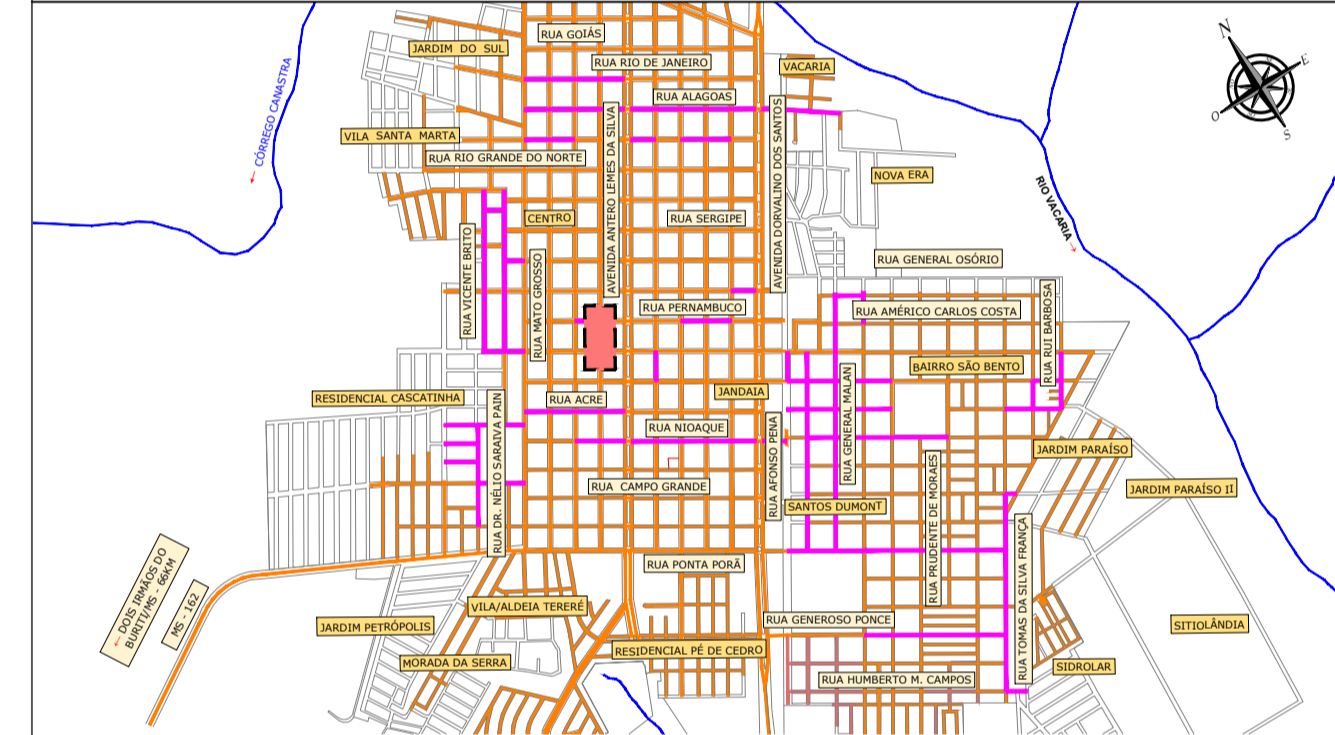 RUA GOIÁS
JARDIM DO SUL
RUA RIO DE JANEIRO
VACARIA
N
E
O
S
CÓRREGO CANASTRA
←
RUA ALAGOAS
AVENIDA ANTERO LEMES DA SILVA
AVENIDA DORVALINO DOS SANTOS
VILA SANTA MARTA
RUA RIO GRANDE DO NORTE
NOVA ERA
RIO VACARIA →
CENTRO
RUA SERGIPE
RUA VICENTE BRITO
RUA MATO GROSSO
RUA GENERAL OSÓRIO
RUA PERNAMBUCO
RUA AMÉRICO CARLOS COSTA
RUA RUI BARBOSA
BAIRRO SÃO BENTO
RESIDENCIAL CASCATINHA
RUA ACRE
JANDAIA
RUA GENERAL MALAN
RUA DR. NÉLIO SARAIVA PAIN
RUA NIOAQUE
RUA AFONSO PENA
JARDIM PARAÍSO
RUA CAMPO GRANDE
RUA PRUDENTE DE MORAES
JARDIM PARAÍSO II
SANTOS DUMONT
RUA TOMAS DA SILVA FRANÇA
← DOIS IRMÃOS DO
BURITI/MS - 66KM
MS - 162
RUA PONTA PORÃ
VILA/ALDEIA TERERÉ
JARDIM PETRÓPOLIS
RUA GENEROSO PONCE
SITIOLÂNDIA
RESIDENCIAL PÉ DE CEDRO
MORADA DA SERRA
SIDROLAR
RUA HUMBERTO M. CAMPOS